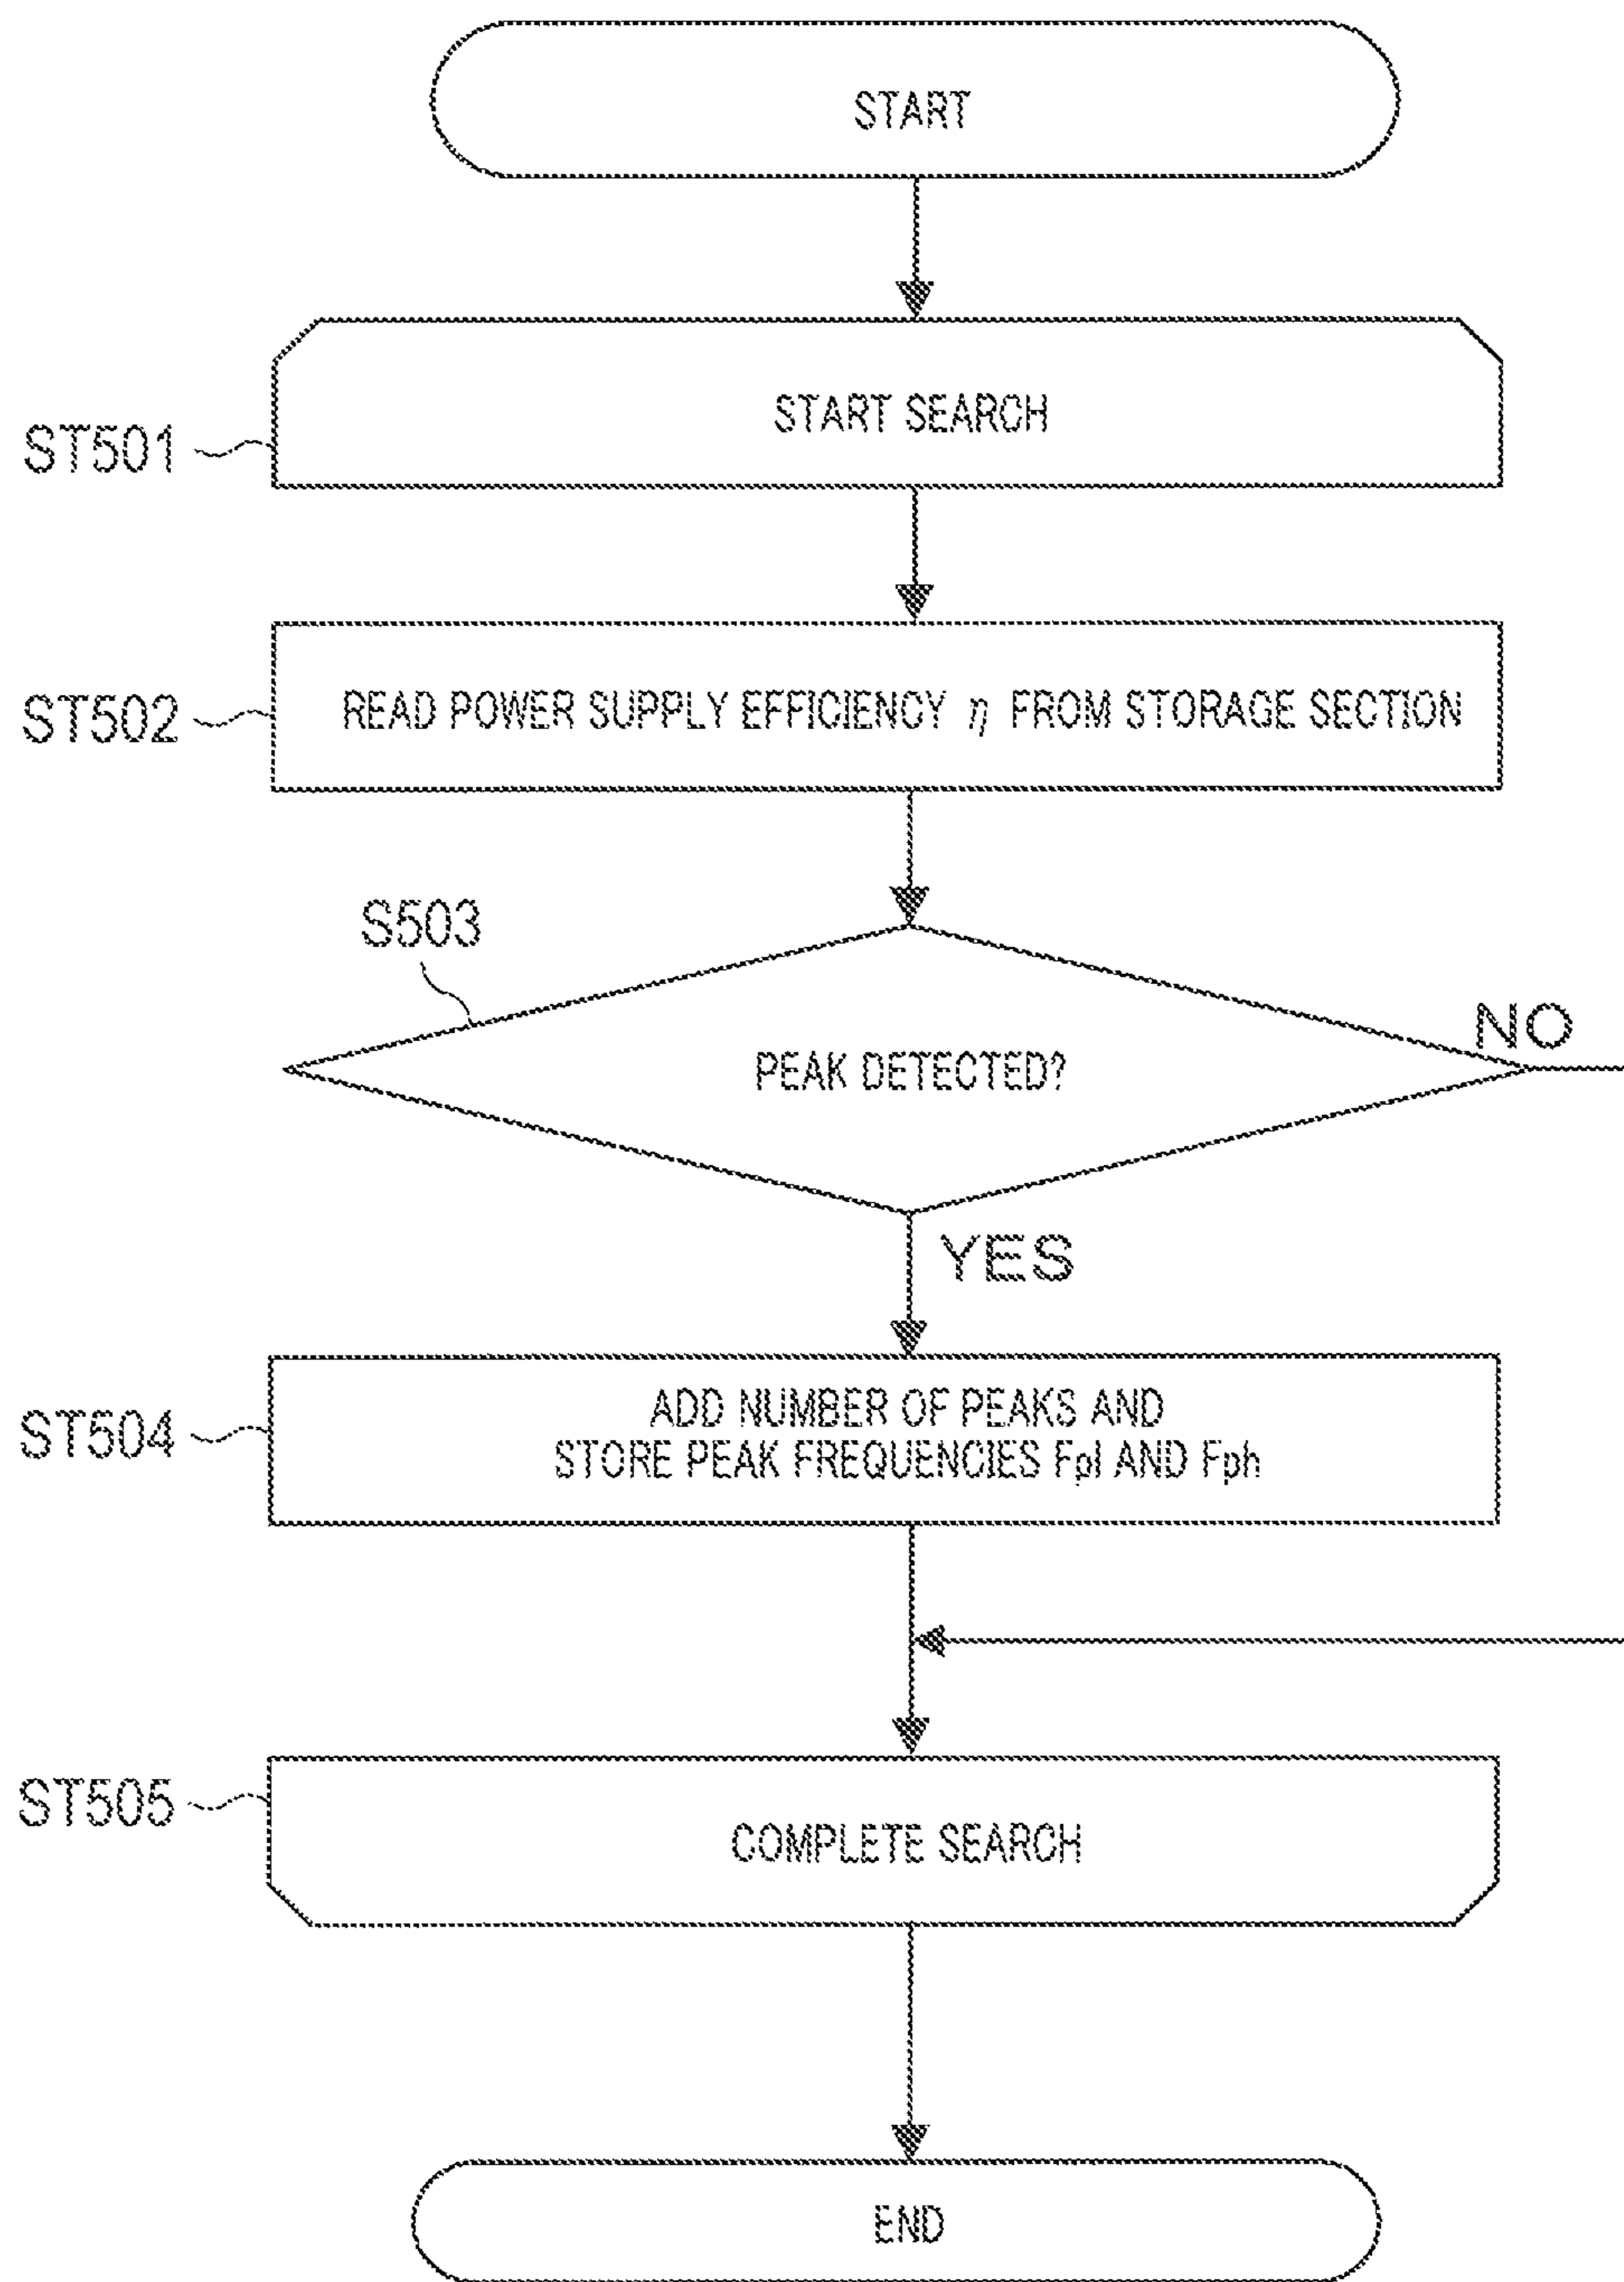 START
START SEARCH
ST501
READ POWER SUPPLY EFFICIENCY η FROM STORAGE SECTION
ST502
S503
NO
PEAK DETECTED?
YES
ADD NUMBER OF PEAKS AND
STORE PEAK FREQUENCIES Fpl AND Fph
ST504
ST505
COMPLETE SEARCH
END